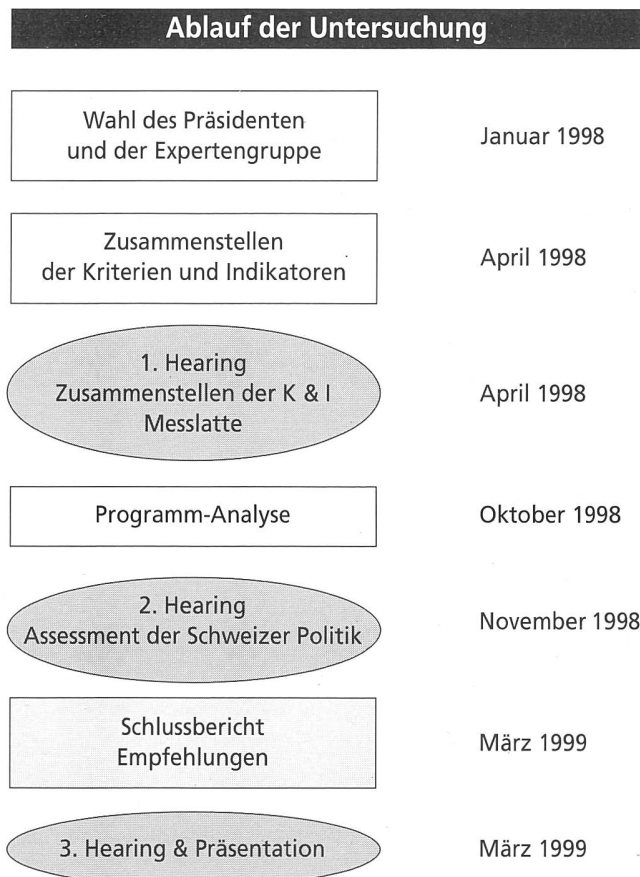 Ablauf der Untersuchung
Wahl des Präsidenten
und der Expertengruppe
Januar 1998
Zusammenstellen
der Kriterien und Indikatoren
April 1998
1. Hearing
Zusammenstellen der K & I
Messlatte
April 1998
Programm-Analyse
Oktober 1998
2. Hearing
Assessment der Schweizer Politik
November 1998
Schlussbericht
Empfehlungen
März 1999
3. Hearing & Präsentation
März 1999